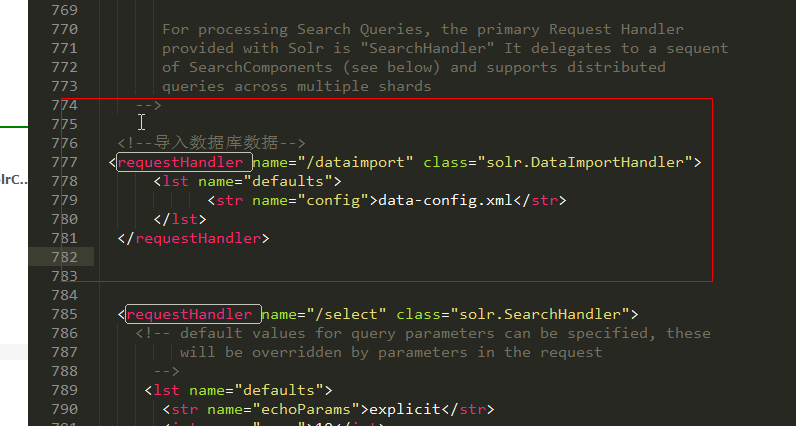 769
770 For processing Search Queries, the primary Request Handler
771 provided with Solr is "SearchHandler" It delegates to a sequent
772 of SearchComponents (see below) and supports distributed
773 queries across multiple shards
774 -->
775
776 <!--导入数据库数据-->
777 <requestHandler name="/dataimport" class="solr.DataImportHandler">
778 <lst name="defaults">
779 <str name="config">data-config.xml</str>
780 </lst>
781 </requestHandler>
782
783
784
785 <requestHandler name="/select" class="solr.SearchHandler">
786 <!-- default values for query parameters can be specified, these
787 will be overridden by parameters in the request
788 -->
789 <lst name="defaults">
790 <str name="echoParams">explicit</str>